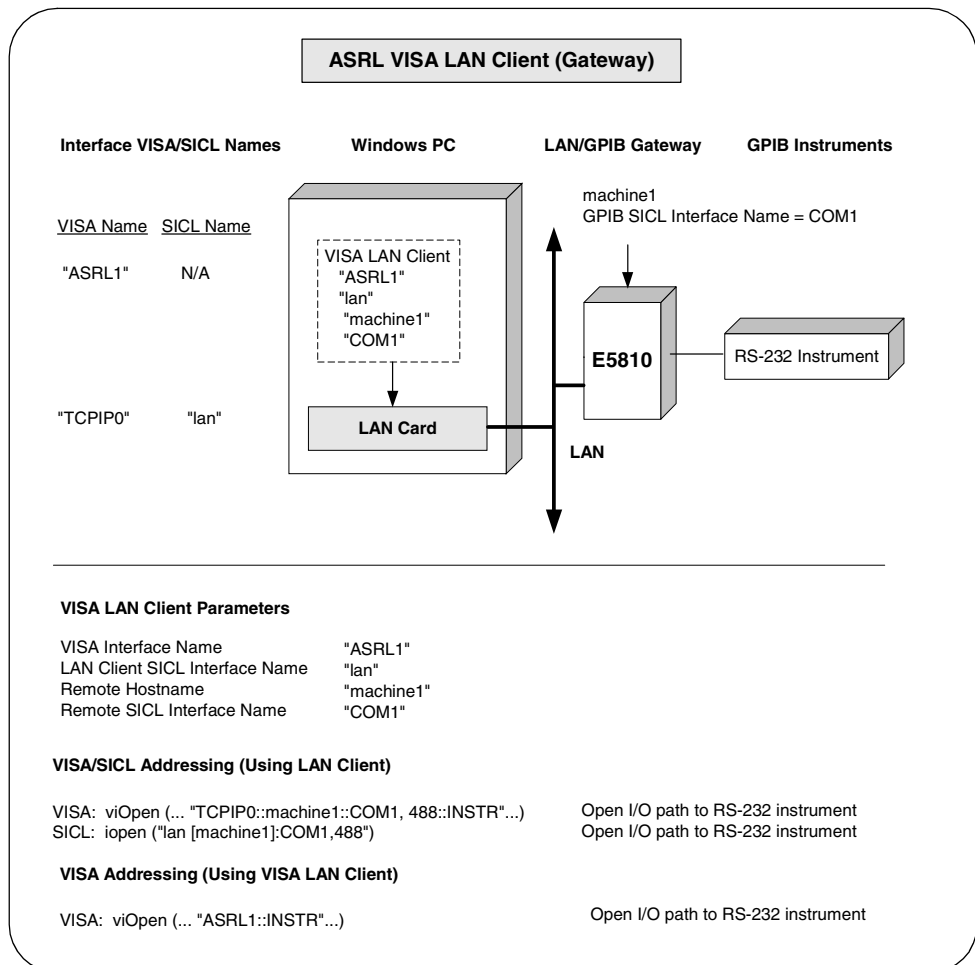 ASRL VISA LAN Client (Gateway)
Interface VISA/SICL Names
Windows PC
LAN/GPIB Gateway
GPIB Instruments
machine1
GPIB SICL Interface Name = COM1
VISA Name SICL Name
"ASRL1" N/A
VISA LAN Client
"ASRL1"
"lan"
"machine1"
"COM1"
E5810
RS-232 Instrument
"TCPIP0" "lan"
LAN Card
LAN
VISA LAN Client Parameters
VISA Interface Name "ASRL1"
LAN Client SICL Interface Name "lan"
Remote Hostname "machine1"
Remote SICL Interface Name "COM1"
VISA/SICL Addressing (Using LAN Client)
VISA: viOpen (... "TCPIP0::machine1::COM1, 488::INSTR"...) Open I/O path to RS-232 instrument
SICL: iopen ("lan [machine1]:COM1,488") Open I/O path to RS-232 instrument
VISA Addressing (Using VISA LAN Client)
VISA: viOpen (... "ASRL1::INSTR"...) Open I/O path to RS-232 instrument